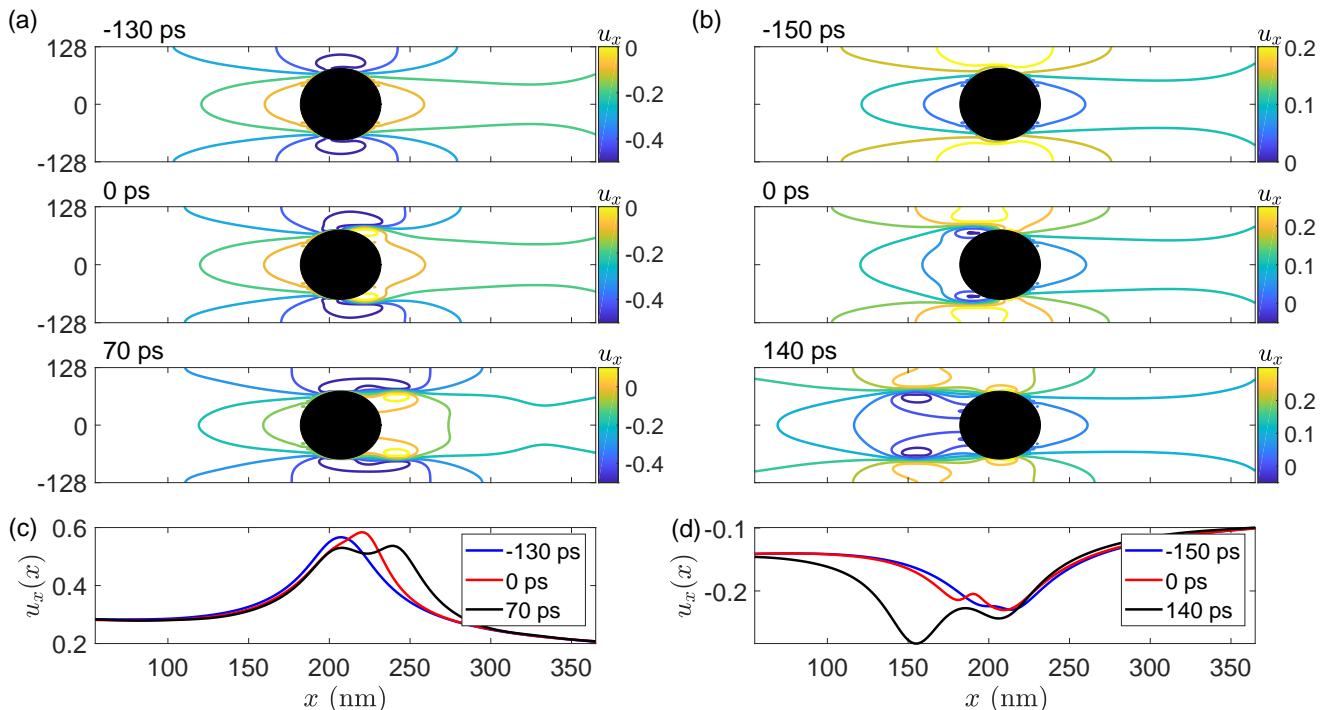 (a)
-130 ps
128
0
-128
u_x
0
-0.2
-0.4
0 ps
128
0
-128
u_x
0
-0.2
-0.4
70 ps
128
0
-128
u_x
0
-0.2
-0.4
(b)
-150 ps
u_x
0.2
0.1
0
0 ps
u_x
0.2
0.1
0
140 ps
u_x
0.2
0.1
0
(c)
u_x(x)
0.6
0.4
0.2
-130 ps
0 ps
70 ps
100 150 200 250 300 350
x (nm)
(d)
u_x(x)
-0.1
-0.2
-150 ps
0 ps
140 ps
100 150 200 250 300 350
x (nm)